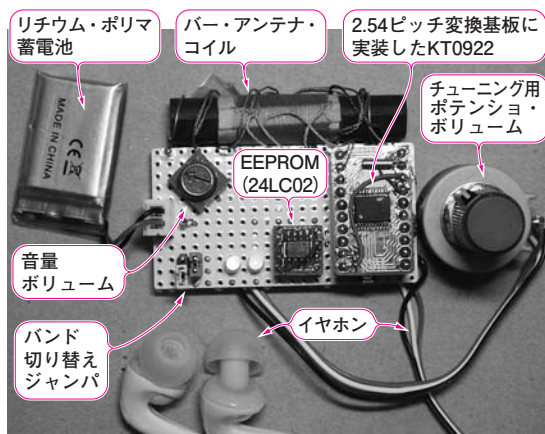 リチウム・ポリマ
蓄電池
バー・アンテナ・
コイル
2.54ピッチ変換基板に
実装したKT0922
チューニング用
ポテンショ・
ボリューム
EEPROM
(24LC02)
MADE IN CHINA
CE
音量
ボリューム
バンド
切り替え
ジャンパ
イヤホン